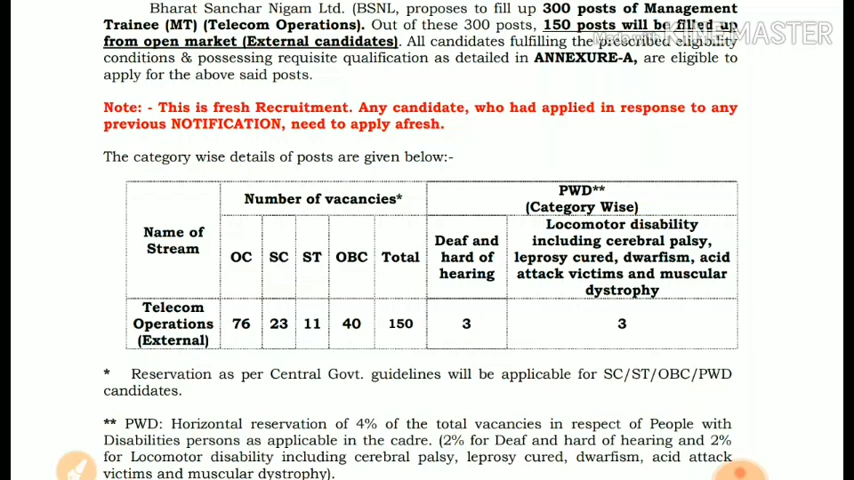 Bharat Sanchar Nigam Ltd. (BSNL, proposes to fill up 300 posts of Management
Trainee (MT) (Telecom Operations). Out of these 300 posts, 150 posts will be filled up
from open market (External candidates). All candidates fulfilling the prescribed eligibility
Made with KINEMASTER
conditions & possessing requisite qualification as detailed in ANNEXURE-A, are eligible to
apply for the above said posts.
Note: - This is fresh Recruitment. Any candidate, who had applied in response to any
previous NOTIFICATION, need to apply afresh.
The category wise details of posts are given below:-
Name of
Stream
Number of vacancies*
PWD**
(Category Wise)
OC SC ST OBC Total
Deaf and
hard of
hearing
Locomotor disability
including cerebral palsy,
leprosy cured, dwarfism, acid
attack victims and muscular
dystrophy
Telecom
Operations
(External)
76 23 11 40 150 3 3
* Reservation as per Central Govt. guidelines will be applicable for SC/ST/OBC/PWD
candidates.
** PWD: Horizontal reservation of 4% of the total vacancies in respect of People with
Disabilities persons as applicable in the cadre. (2% for Deaf and hard of hearing and 2%
for Locomotor disability including cerebral palsy, leprosy cured, dwarfism, acid attack
victims and muscular dystrophy).